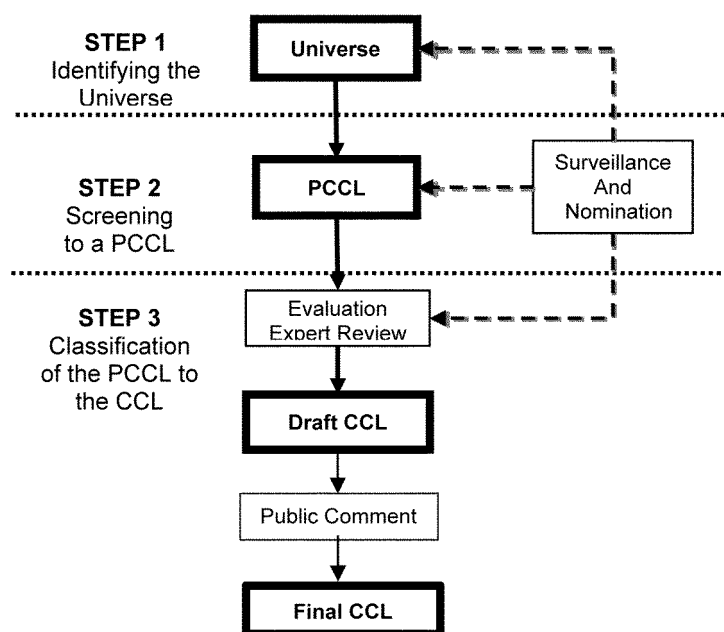 STEP 1
Identifying the
Universe
Universe
STEP 2
Screening
to a PCCL
PCCL
Surveillance
And
Nomination
STEP 3
Classification
of the PCCL to
the CCL
Evaluation
Expert Review
Draft CCL
Public Comment
Final CCL